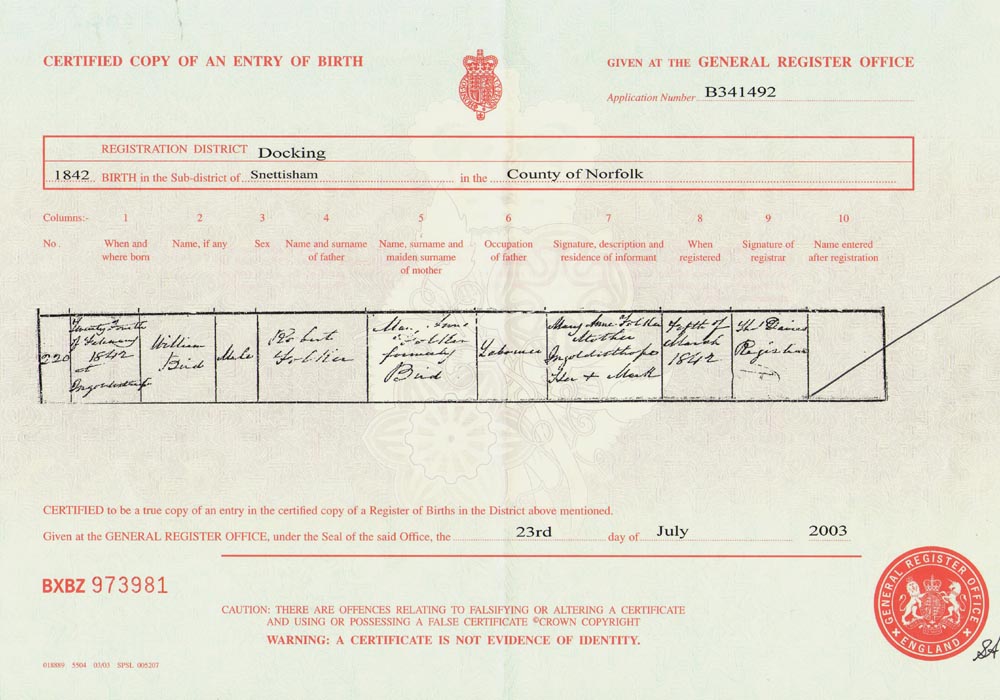 CERTIFIED COPY OF AN ENTRY OF BIRTH
GIVEN AT THE GENERAL REGISTER OFFICE
Application Number B341492
REGISTRATION DISTRICT Docking
1842 BIRTH in the Sub-district of Snettisham in the County of Norfolk
Columns:- 1 2 3 4 5 6 7 8 9 10
No. When and where born
Name, if any
Sex
Name and surname of father
Name, surname and maiden surname of mother
Occupation of father
Signature, description and residence of informant
When registered
Signature of registrar
Name entered after registration
220
Twenty Fourth
of February
1842
at
Ingoldisthorpe
William
Bird
Male
Robert
Folker
Mary Anne
Folker
formerly
Bird
Labourer
Mary Anne Folker
Mother
Ingoldisthorpe
Her + Mark
of
March
1842
Registrar
CERTIFIED to be a true copy of an entry in the certified copy of a Register of Births in the District above mentioned.
Given at the GENERAL REGISTER OFFICE, under the Seal of the said Office, the 23rd day of July 2003
BXBZ 973981
CAUTION: THERE ARE OFFENCES RELATING TO FALSIFYING OR ALTERING A CERTIFICATE
AND USING OR POSSESSING A FALSE CERTIFICATE ©CROWN COPYRIGHT
WARNING: A CERTIFICATE IS NOT EVIDENCE OF IDENTITY.
GENERAL REGISTER OFFICE
ENGLAND
018889 5504 03/03 SPSL 005207